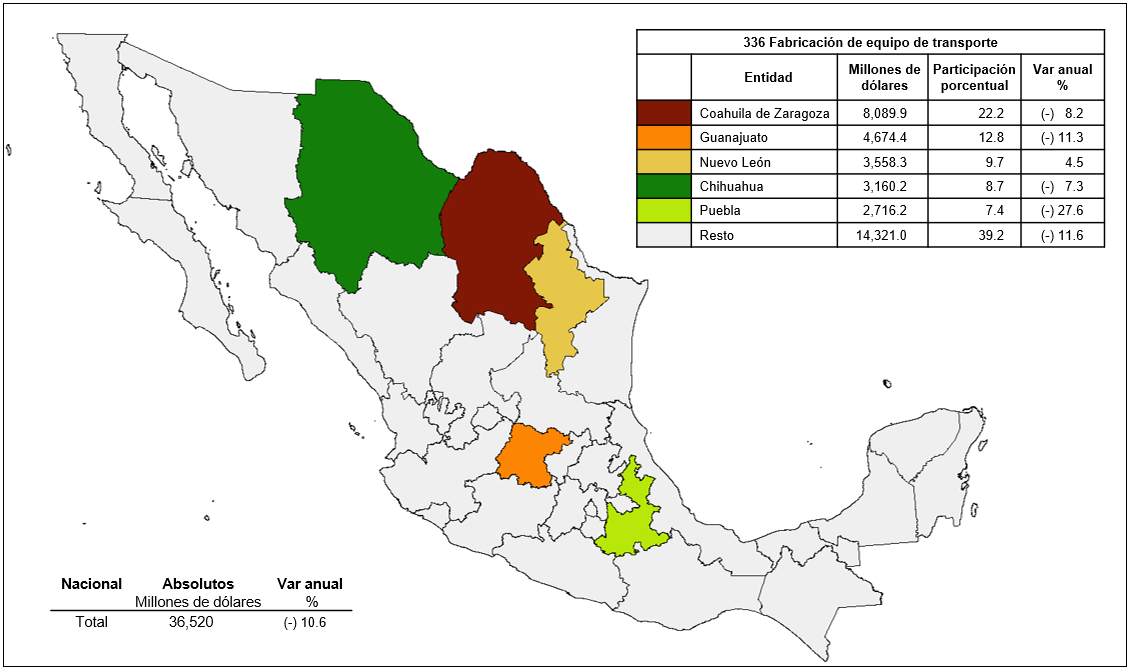 336 Fabricación de equipo de transporte
Entidad Millones de dólares Participación porcentual Var anual %
Coahuila de Zaragoza 8,089.9 22.2 (-) 8.2
Guanajuato 4,674.4 12.8 (-) 11.3
Nuevo León 3,558.3 9.7 4.5
Chihuahua 3,160.2 8.7 (-) 7.3
Puebla 2,716.2 7.4 (-) 27.6
Resto 14,321.0 39.2 (-) 11.6
Nacional Absolutos Var anual
Millones de dólares %
Total 36,520 (-) 10.6